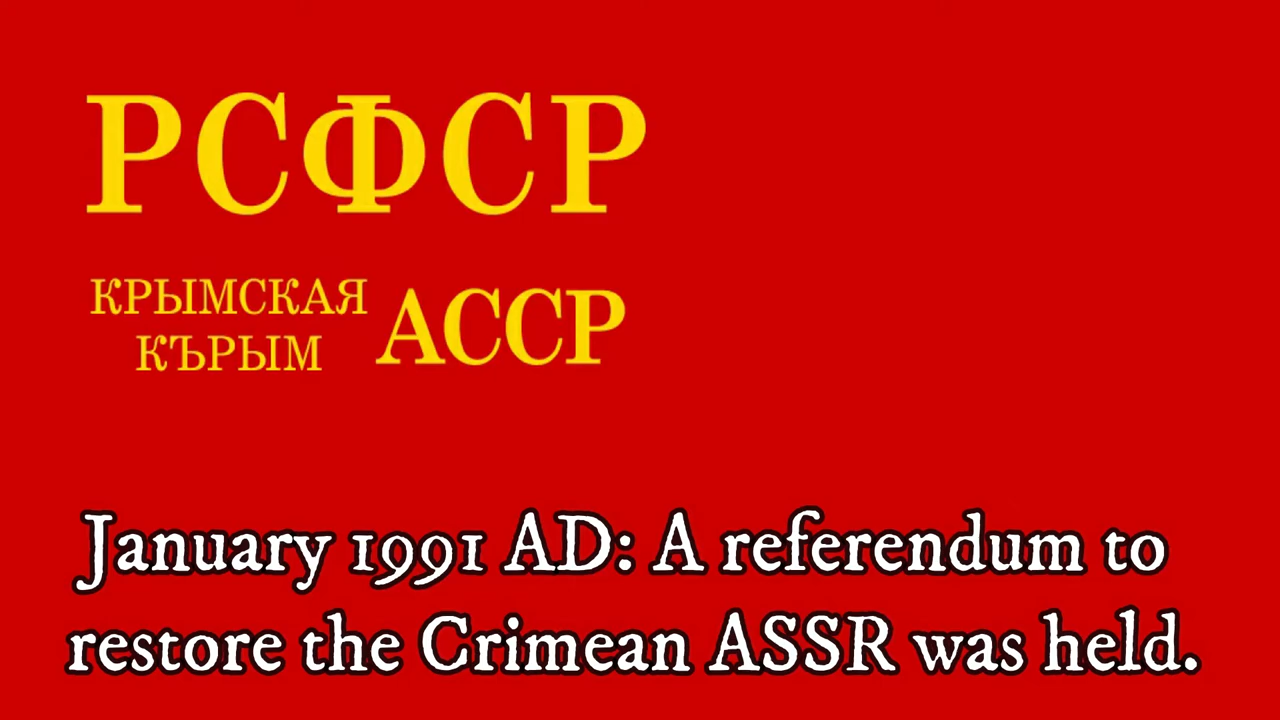 РСФСР
КРЫМСКАЯ АССР
КЪРЫМ
January 1991 AD: A referendum to
restore the Crimean ASSR was held.